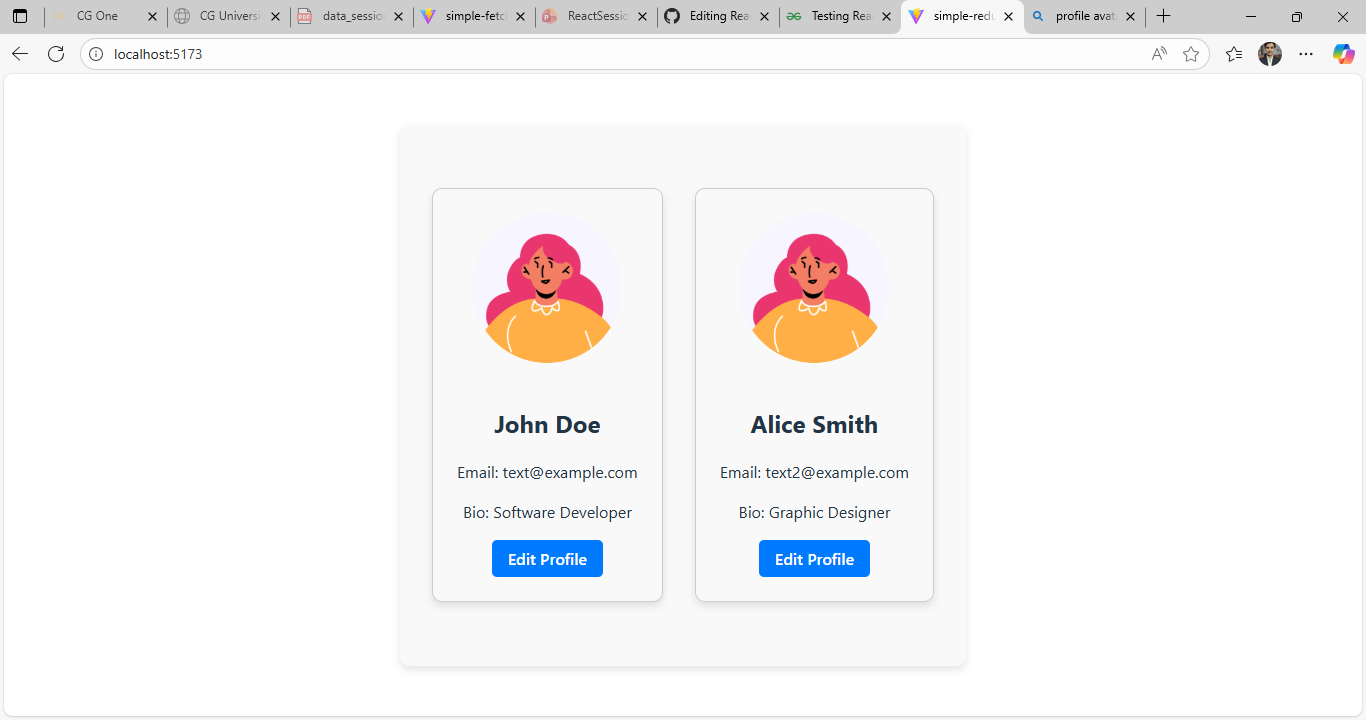 CG One
CG Universi
data_sessio
simple-fetc
ReactSessio
Editing Rea
Testing Rea
simple-redu
profile avat
localhost:5173
John Doe
Alice Smith
Email: text@example.com
Email: text2@example.com
Bio: Software Developer
Bio: Graphic Designer
Edit Profile
Edit Profile